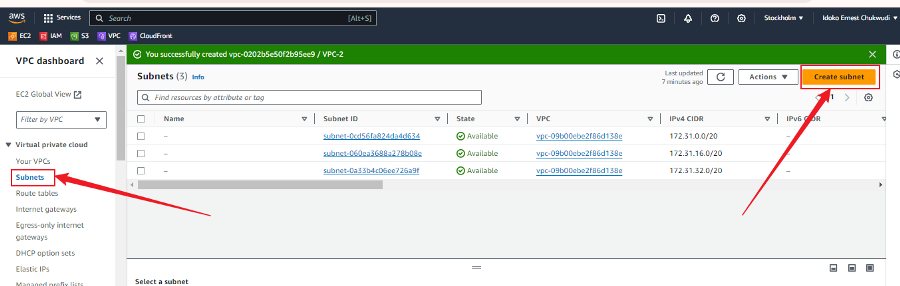 aws Services Search [Alt+S] Stockholm Idoko Ernest Chukwudi
EC2 IAM S3 VPC CloudFront
VPC dashboard
You successfully created vpc-0202b5e50f2b95ee9 / VPC-2
Subnets (3) Info
Last updated
7 minutes ago
Actions
Create subnet
EC2 Global View
Find resources by attribute or tag
1
Filter by VPC
Name Subnet ID State VPC IPv4 CIDR IPv6 CIDR
– subnet-0cd56fa824da4d634 Available vpc-09b00ebe2f86d138e 172.31.0.0/20 –
– subnet-060ea3688a278b08e Available vpc-09b00ebe2f86d138e 172.31.16.0/20 –
– subnet-0a33b4c06ee726a9f Available vpc-09b00ebe2f86d138e 172.31.32.0/20 –
Virtual private cloud
Your VPCs
Subnets
Route tables
Internet gateways
Egress-only internet
gateways
DHCP option sets
Elastic IPs
Managed prefix lists
Select a subnet